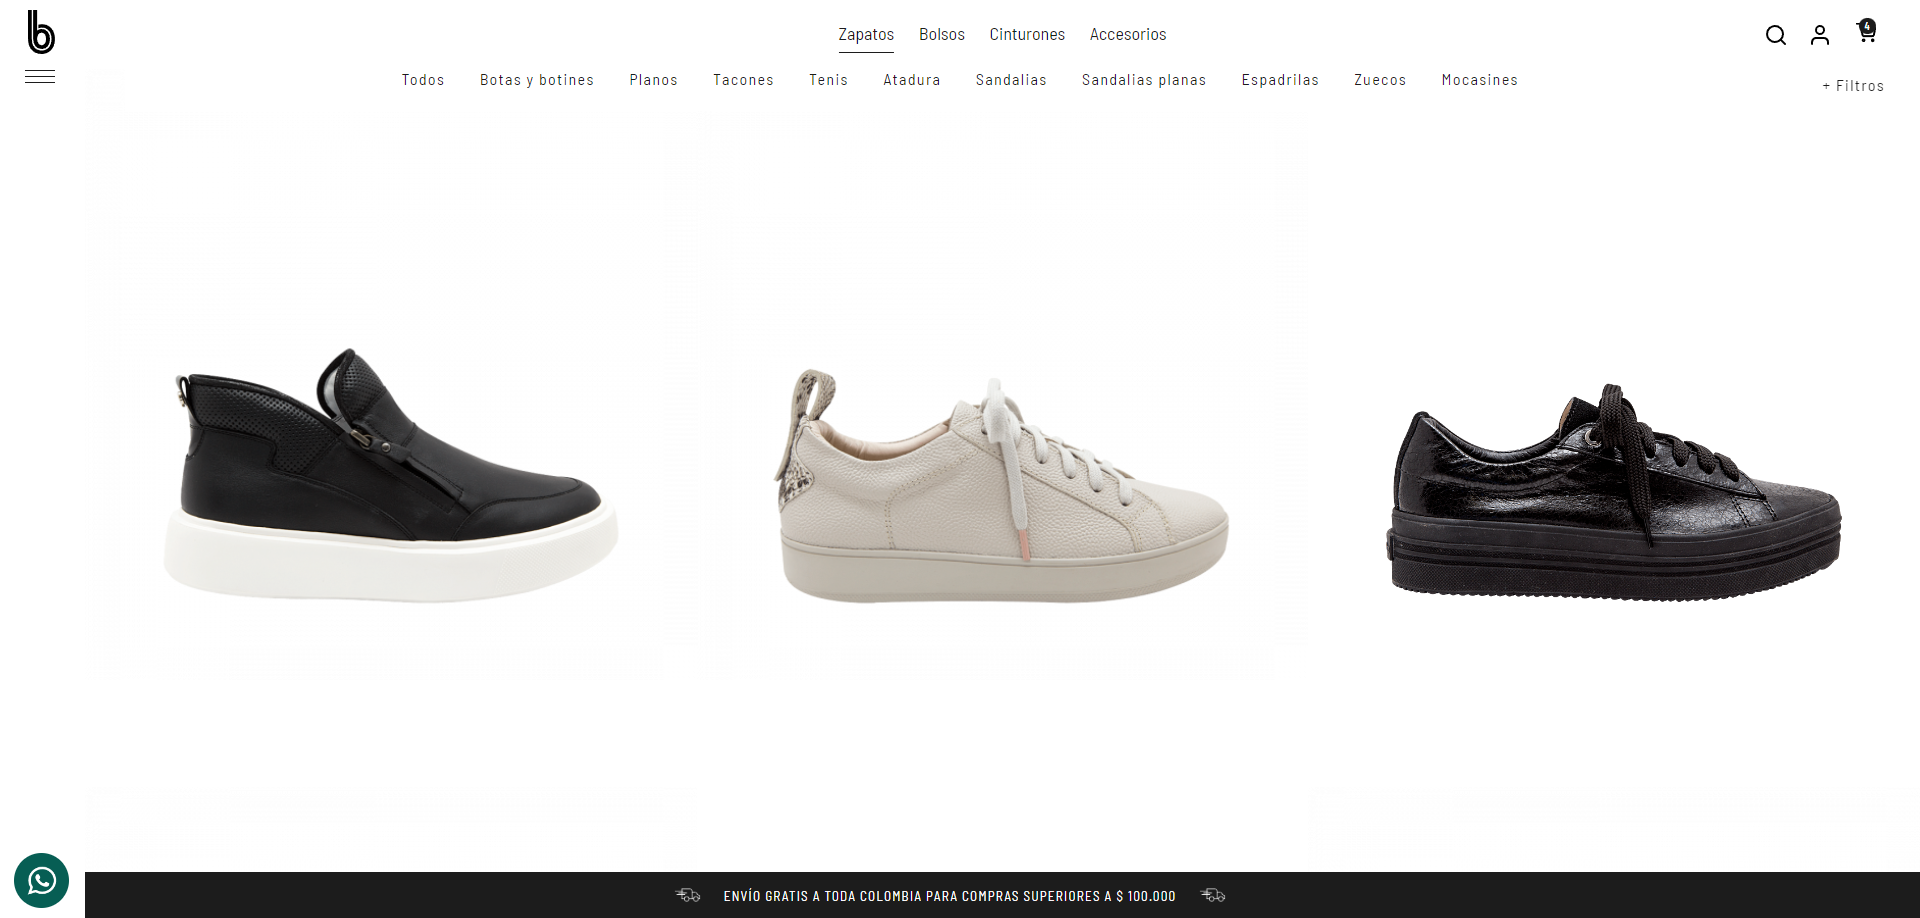 b
Zapatos Bolsos Cinturones Accesorios
4
Todos Botas y botines Planos Tacones Tenis Atadura Sandalias Sandalias planas Espadrilas Zuecos Mocasines
+ Filtros
ENVÍO GRATIS A TODA COLOMBIA PARA COMPRAS SUPERIORES A $ 100.000